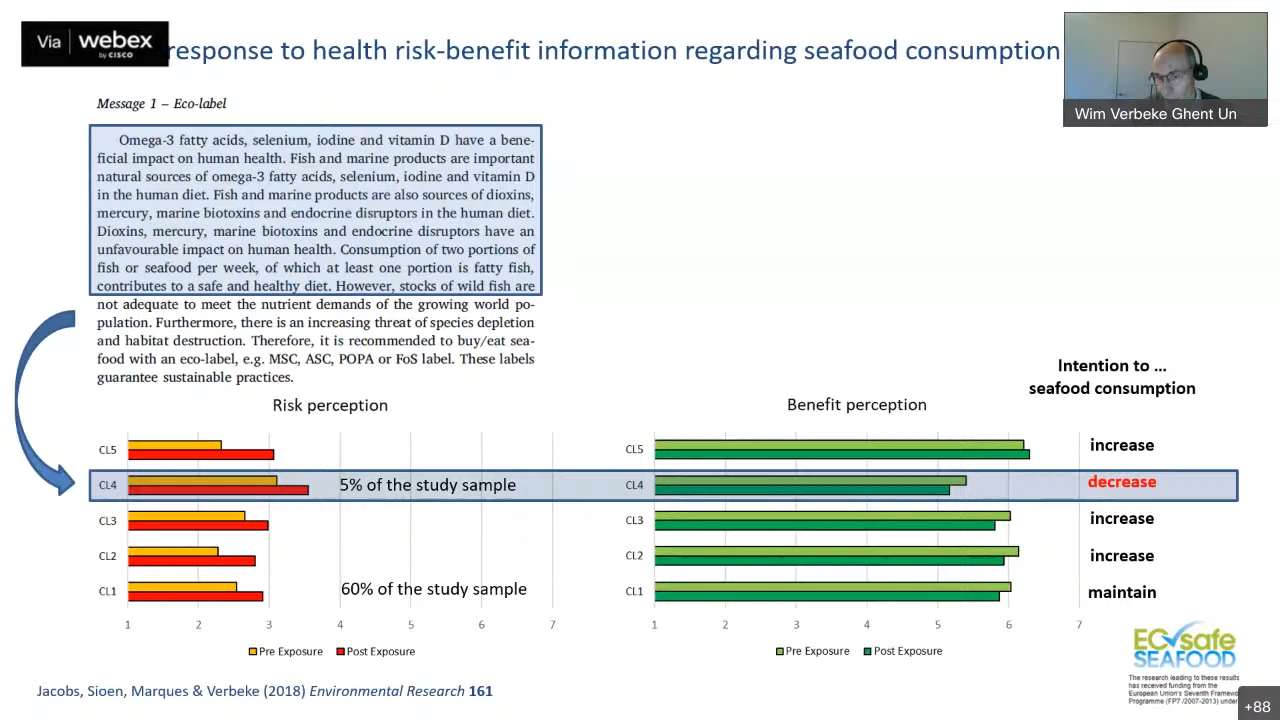 Via webex
by CISCO
response to health risk-benefit information regarding seafood consumption
Wim Verbeke Ghent Un
Message 1 – Eco-label
Omega-3 fatty acids, selenium, iodine and vitamin D have a bene-
ficial impact on human health. Fish and marine products are important
natural sources of omega-3 fatty acids, selenium, iodine and vitamin D
in the human diet. Fish and marine products are also sources of dioxins,
mercury, marine biotoxins and endocrine disruptors in the human diet.
Dioxins, mercury, marine biotoxins and endocrine disruptors have an
unfavourable impact on human health. Consumption of two portions of
fish or seafood per week, of which at least one portion is fatty fish,
contributes to a safe and healthy diet. However, stocks of wild fish are
not adequate to meet the nutrient demands of the growing world po-
pulation. Furthermore, there is an increasing threat of species depletion
and habitat destruction. Therefore, it is recommended to buy/eat sea-
food with an eco-label, e.g. MSC, ASC, POPA or FoS label. These labels
guarantee sustainable practices.
Intention to ...
seafood consumption
Risk perception
Benefit perception
CL5
CL5
increase
CL4
5% of the study sample
CL4
decrease
CL3
CL3
increase
CL2
CL2
increase
CL1
60% of the study sample
CL1
maintain
1 2 3 4 5 6 7
1 2 3 4 5 6 7
Pre Exposure Post Exposure
Pre Exposure Post Exposure
ECOsafe
SEAFOOD
The research leading to these results
has received funding from the
European Union's Seventh Framew
Programme (FP7 /2007-2013) under
Jacobs, Sioen, Marques & Verbeke (2018) Environmental Research 161
+88